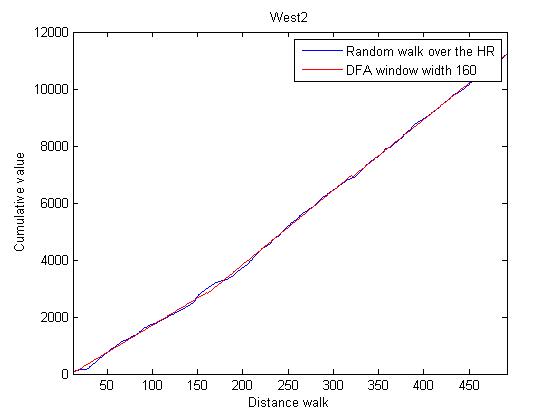 West2
12000
10000
8000
6000
4000
2000
0
Cumulative value
Random walk over the HR
DFA window width 160
50 100 150 200 250 300 350 400 450
Distance walk